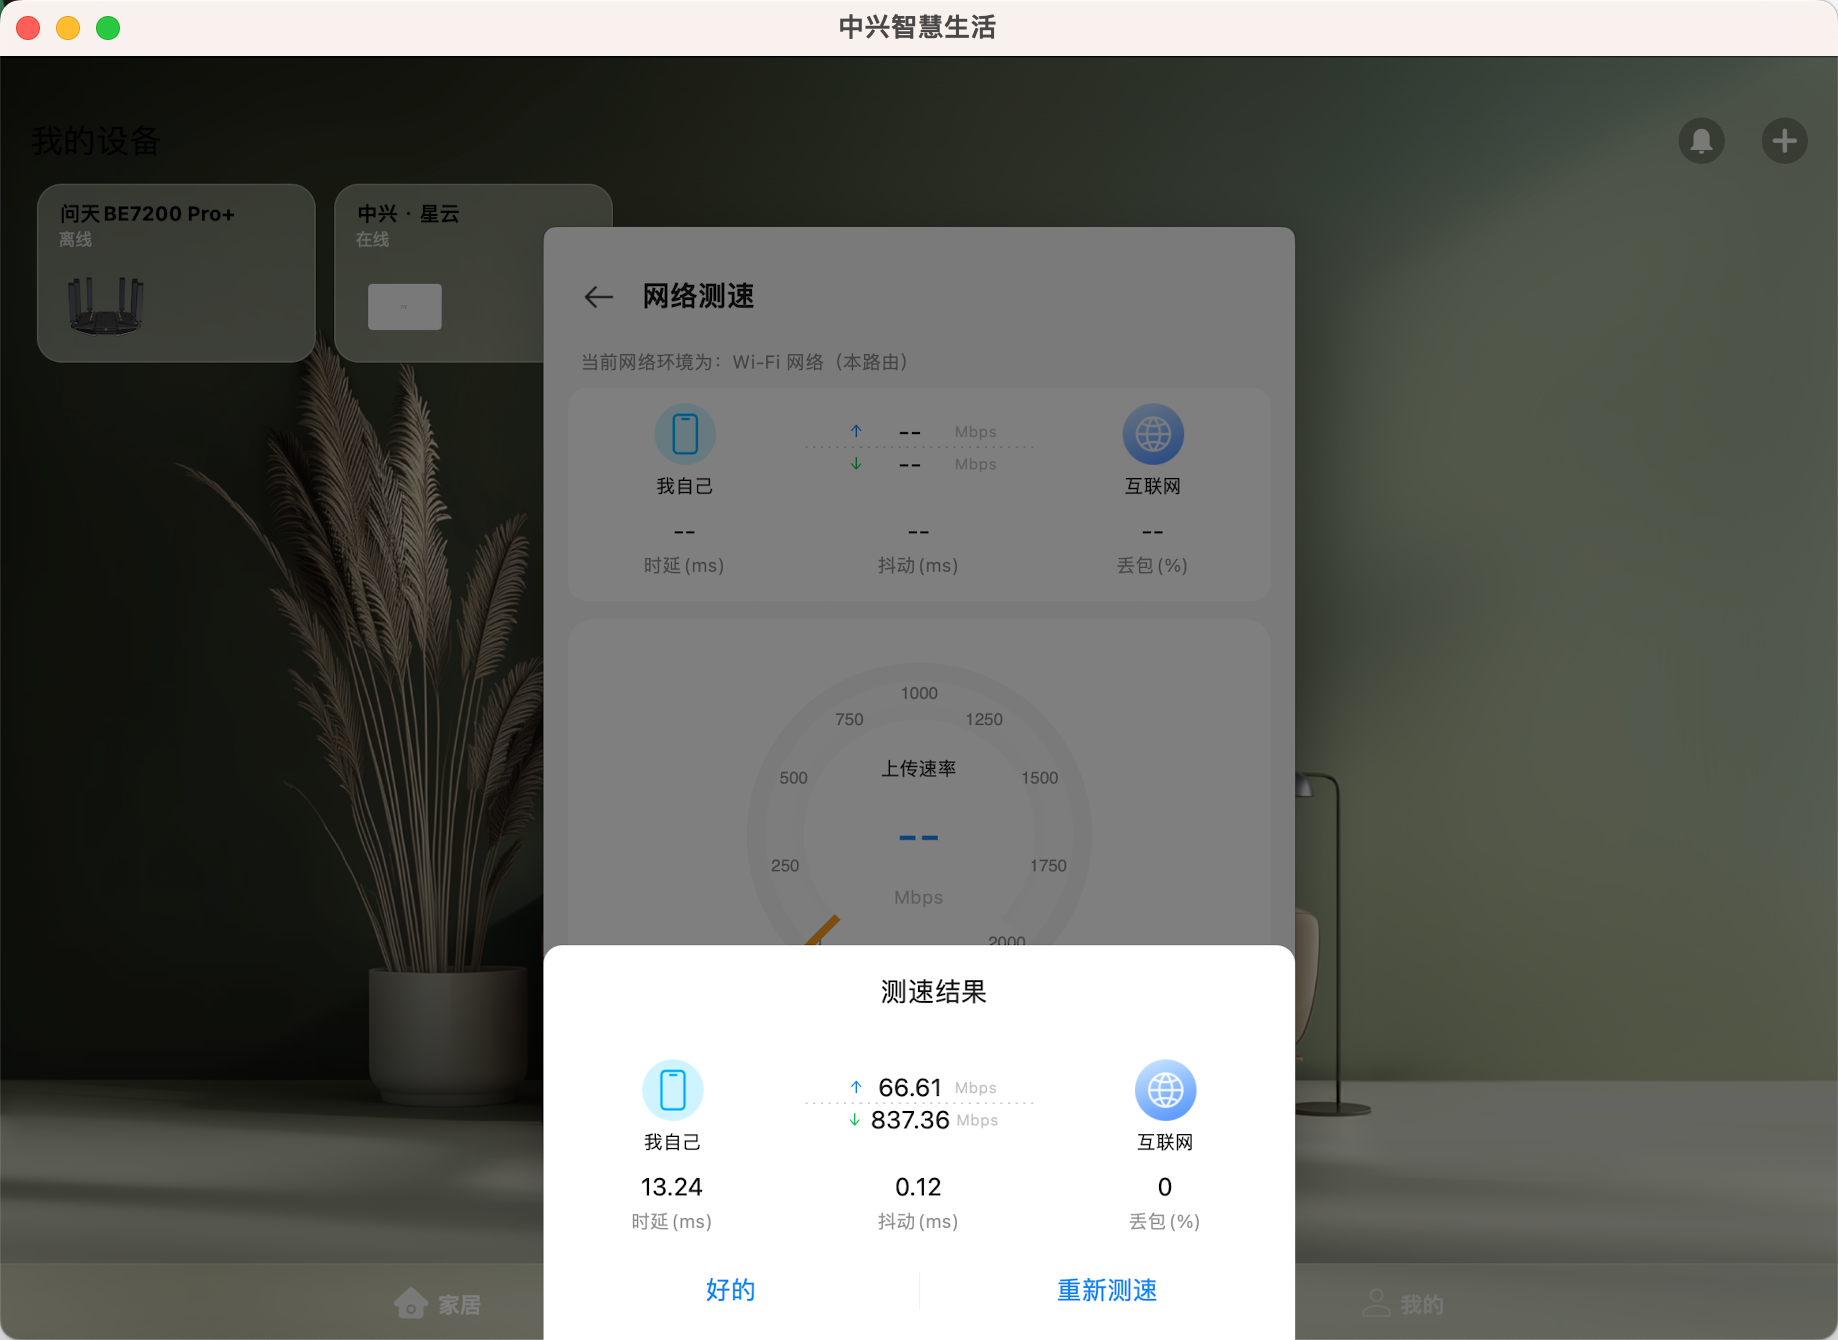 中兴智慧生活
我的设备
问天BE7200 Pro+
离线
中兴 · 星云
在线
网络测速
当前网络环境为：Wi-Fi 网络（本路由）
↑ -- Mbps
↓ -- Mbps
我自己
互联网
-- -- --
时延(ms) 抖动(ms) 丢包(%)
1000
750 1250
上传速率
500 1500
--
250 1750
Mbps
2000
测速结果
↑ 66.61 Mbps
↓ 837.36 Mbps
我自己
互联网
13.24 0.12 0
时延(ms) 抖动(ms) 丢包(%)
好的 重新测速
家居 我的